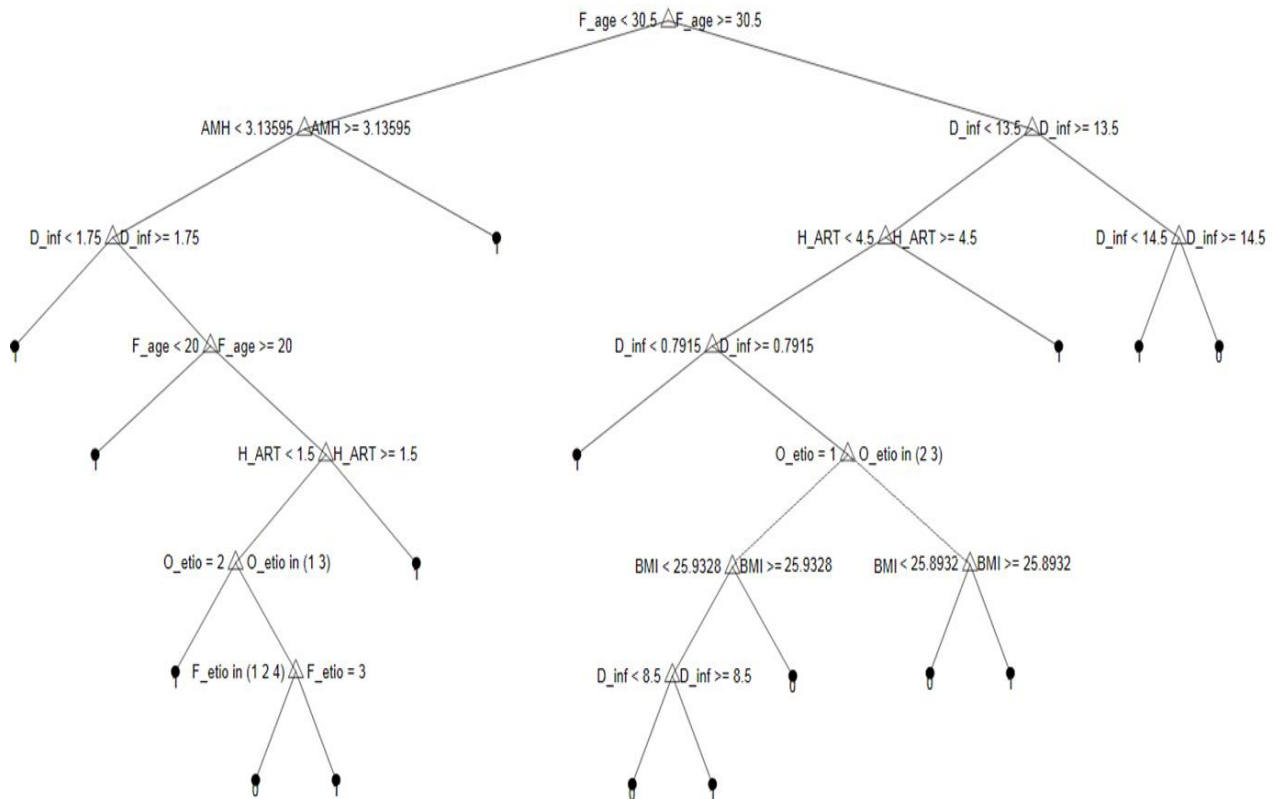 F_age < 30.5 F_age >= 30.5
AMH < 3.13595 AMH >= 3.13595
D_inf < 13.5 D_inf >= 13.5
D_inf < 1.75 D_inf >= 1.75
1
H_ART < 4.5 H_ART >= 4.5
D_inf < 14.5 D_inf >= 14.5
1
F_age < 20 F_age >= 20
D_inf < 0.7915 D_inf >= 0.7915
1
1
0
1
H_ART < 1.5 H_ART >= 1.5
1
O_etio = 1 O_etio in (2 3)
O_etio = 2 O_etio in (1 3)
1
BMI < 25.9328 BMI >= 25.9328
BMI < 25.8932 BMI >= 25.8932
1
F_etio in (1 2 4) F_etio = 3
D_inf < 8.5 D_inf >= 8.5
0
0
1
0
1
0
1